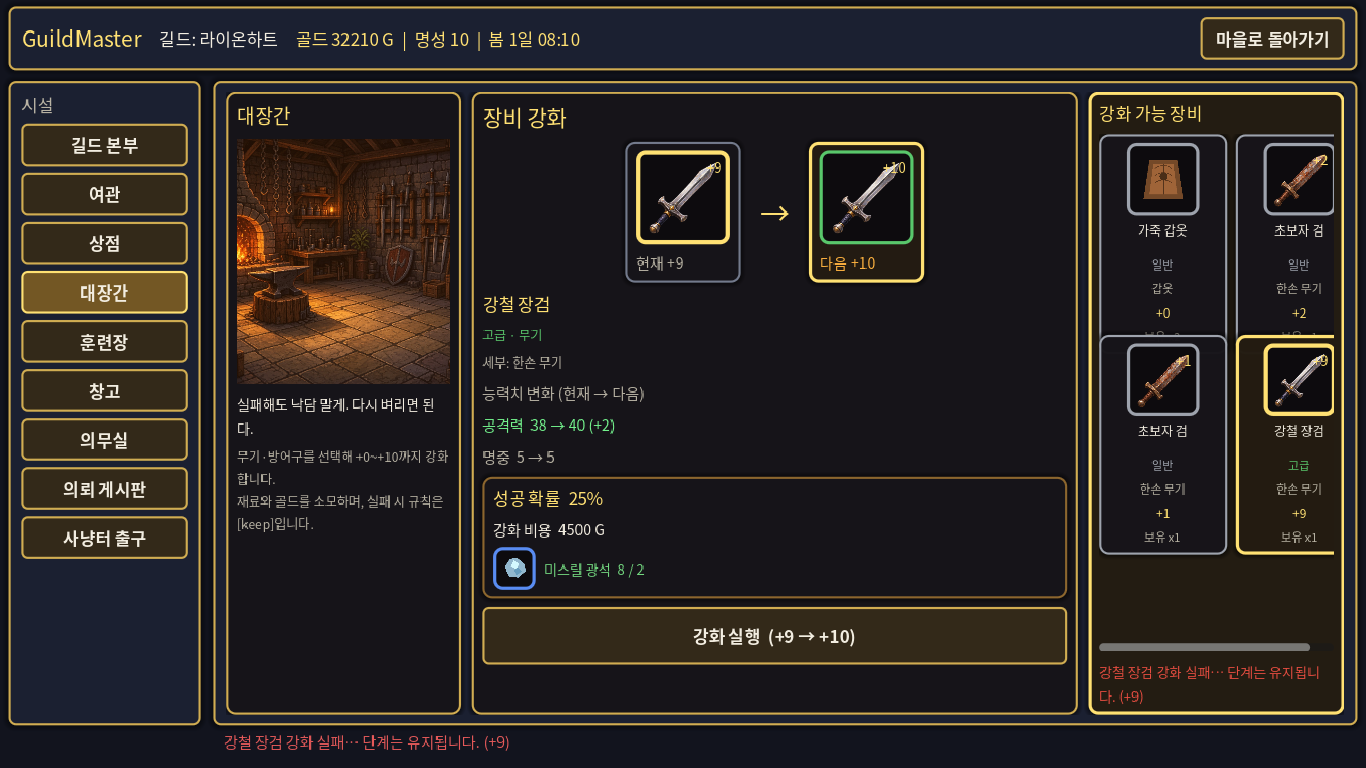 GuildMaster 길드: 라이온하트 골드 32210 G | 명성 10 | 봄 1일 08:10
마을로 돌아가기
시설
길드 본부
여관
상점
대장간
훈련장
창고
의무실
의뢰 게시판
사냥터 출구
대장간
실패해도 낙담 말게. 다시 벼리면 된
다.
무기·방어구를 선택해 +0~+10까지 강화
합니다.
재료와 골드를 소모하며, 실패 시 규칙은
[keep]입니다.
장비 강화
+9
현재 +9
→
+10
다음 +10
강철 장검
고급 · 무기
세부: 한손 무기
능력치 변화 (현재 → 다음)
공격력 38 → 40 (+2)
명중 5 → 5
성공 확률 25%
강화 비용 4500 G
미스릴 광석 8 / 2
강화 실행 (+9 → +10)
강화 가능 장비
가죽 갑옷
일반
갑옷
+0
초보자 검
일반
한손 무기
+2
초보자 검
일반
한손 무기
+1
보유 x1
강철 장검
고급
한손 무기
+9
보유 x1
강철 장검 강화 실패… 단계는 유지됩니
다. (+9)
강철 장검 강화 실패… 단계는 유지됩니다. (+9)